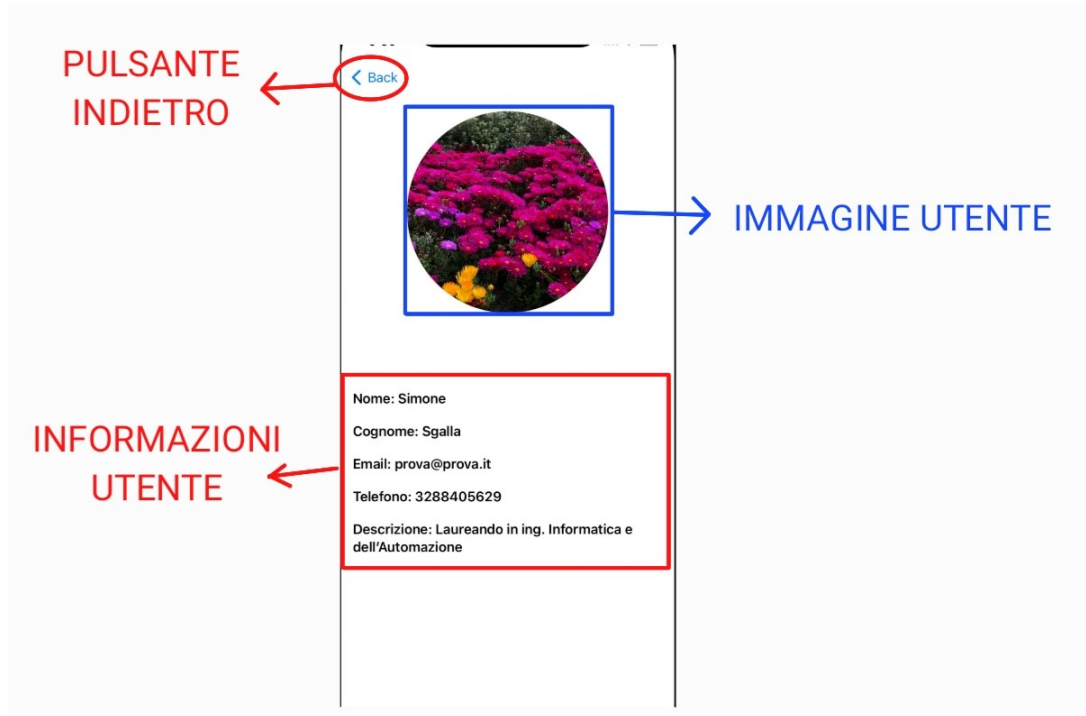 PULSANTE
INDIETRO
Back
IMMAGINE UTENTE
INFORMAZIONI
UTENTE
Nome: Simone
Cognome: Sgalla
Email: prova@prova.it
Telefono: 3288405629
Descrizione: Laureando in ing. Informatica e
dell'Automazione